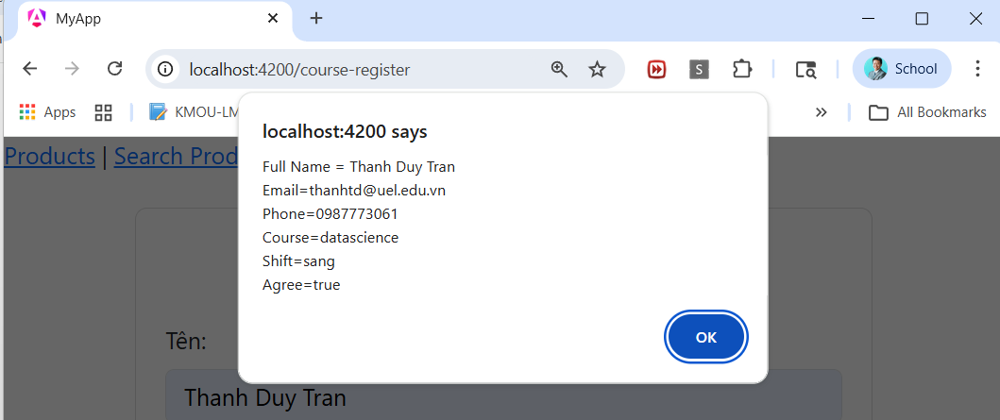 MyApp
localhost:4200/course-register
S
School
Apps
KMOU-LM
All Bookmarks
Products | Search Prod
localhost:4200 says
Full Name = Thanh Duy Tran
Email=thanhtd@uel.edu.vn
Phone=0987773061
Course=datascience
Shift=sang
Agree=true
OK
Tên:
Thanh Duy Tran